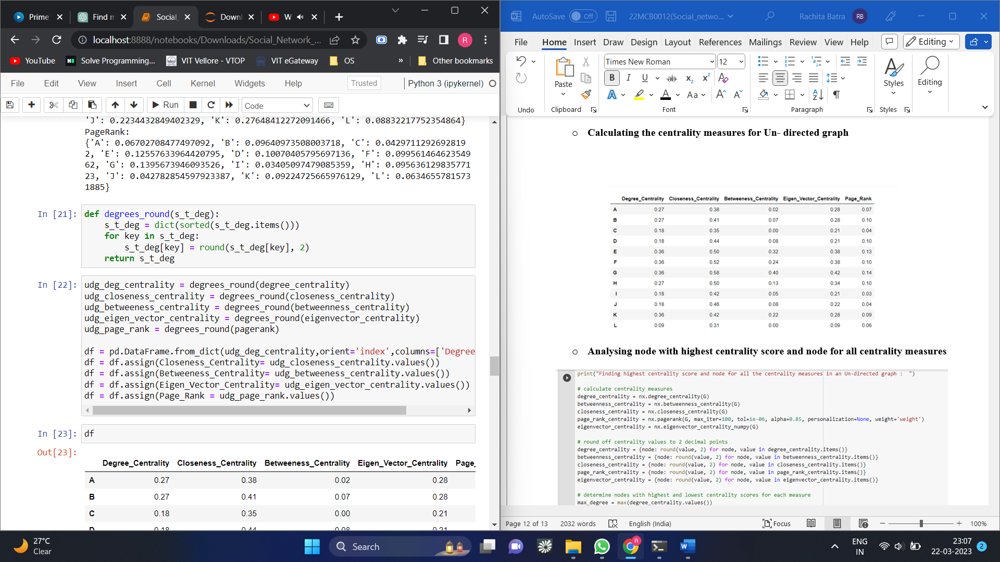 Prime
Find m
Social_
Downl
W
localhost:8888/notebooks/Downloads/Social_Network_...
R
YouTube
Solve Programming...
VIT Vellore - VTOP
VIT eGateway
OS
»
Other bookmarks
File Edit View Insert Cell Kernel Widgets Help
Trusted
Python 3 (ipykernel)
Run
Code
'J': 0.2234432849402329, 'K': 0.27648412272091466, 'L': 0.08832217752354864}
PageRank:
{'A': 0.06702708477497092, 'B': 0.09640973508003718, 'C': 0.0429711292692819
2, 'E': 0.12557633964420795, 'D': 0.10070405795697136, 'F': 0.099561464623549
62, 'G': 0.1395673946093526, 'I': 0.03405097479085359, 'H': 0.095636129835771
23, 'J': 0.042782854597923387, 'K': 0.09224725665976129, 'L': 0.0634655781573
1885}
In [21]:
def degrees_round(s_t_deg):
s_t_deg = dict(sorted(s_t_deg.items()))
for key in s_t_deg:
s_t_deg[key] = round(s_t_deg[key], 2)
return s_t_deg
In [22]:
udg_deg_centrality = degrees_round(degree_centrality)
udg_closeness_centrality = degrees_round(closeness_centrality)
udg_betweeness_centrality = degrees_round(betweenness_centrality)
udg_eigen_vector_centrality = degrees_round(eigenvector_centrality)
udg_page_rank = degrees_round(pagerank)
df = pd.DataFrame.from_dict(udg_deg_centrality,orient='index',columns=['Degree
df = df.assign(Closeness_Centrality= udg_closeness_centrality.values())
df = df.assign(Betweeness_Centrality= udg_betweeness_centrality.values())
df = df.assign(Eigen_Vector_Centrality= udg_eigen_vector_centrality.values())
df = df.assign(Page_Rank = udg_page_rank.values())
In [23]: df
Out[23]:
Degree_Centrality Closeness_Centrality Betweeness_Centrality Eigen_Vector_Centrality Page_
A 0.27 0.38 0.02 0.28
B 0.27 0.41 0.07 0.28
C 0.18 0.35 0.00 0.21
D 0.18 0.44 0.08 0.21
AutoSave Off
22MCB0012(Social_netwo...
Rachita Batra RB
File Home Insert Draw Design Layout References Mailings Review View Help
Editing
Times New Roman
12
Paste
B I U ab x₂ x²
A A Aa A A
Styles
Editing
Undo Clipboard Font Paragraph Styles
o Calculating the centrality measures for Un- directed graph
Degree_Centrality Closeness_Centrality Betweeness_Centrality Eigen_Vector_Centrality Page_Rank
A 0.27 0.38 0.02 0.28 0.07
B 0.27 0.41 0.07 0.28 0.10
C 0.18 0.35 0.00 0.21 0.04
D 0.18 0.44 0.08 0.21 0.10
E 0.36 0.50 0.32 0.38 0.13
F 0.36 0.52 0.24 0.38 0.10
G 0.36 0.58 0.40 0.42 0.14
H 0.27 0.50 0.13 0.34 0.10
I 0.18 0.42 0.05 0.21 0.03
J 0.18 0.46 0.08 0.22 0.04
K 0.36 0.42 0.22 0.28 0.09
L 0.09 0.31 0.00 0.09 0.06
o Analysing node with highest centrality score and node for all centrality measures
print("Finding highest centrality score and node for all the centrality measures in an Un-directed graph :  ")
# calculate centrality measures
degree_centrality = nx.degree_centrality(G)
betweenness_centrality = nx.betweenness_centrality(G)
closeness_centrality = nx.closeness_centrality(G)
page_rank_centrality = nx.pagerank(G, max_iter=100, tol=1e-06, alpha=0.85, personalization=None, weight='weight')
eigenvector_centrality = nx.eigenvector_centrality_numpy(G)
# round off centrality values to 2 decimal points
degree_centrality = {node: round(value, 2) for node, value in degree_centrality.items()}
betweenness_centrality = {node: round(value, 2) for node, value in betweenness_centrality.items()}
closeness_centrality = {node: round(value, 2) for node, value in closeness_centrality.items()}
page_rank_centrality = {node: round(value, 2) for node, value in page_rank_centrality.items()}
eigenvector_centrality = {node: round(value, 2) for node, value in eigenvector_centrality.items()}
# determine nodes with highest and lowest centrality scores for each measure
max_degree = max(degree_centrality.values())
Page 12 of 13 2032 words English (India) Focus 100%
27°C
Clear
Search
ENG
IN
23:07
22-03-2023
2